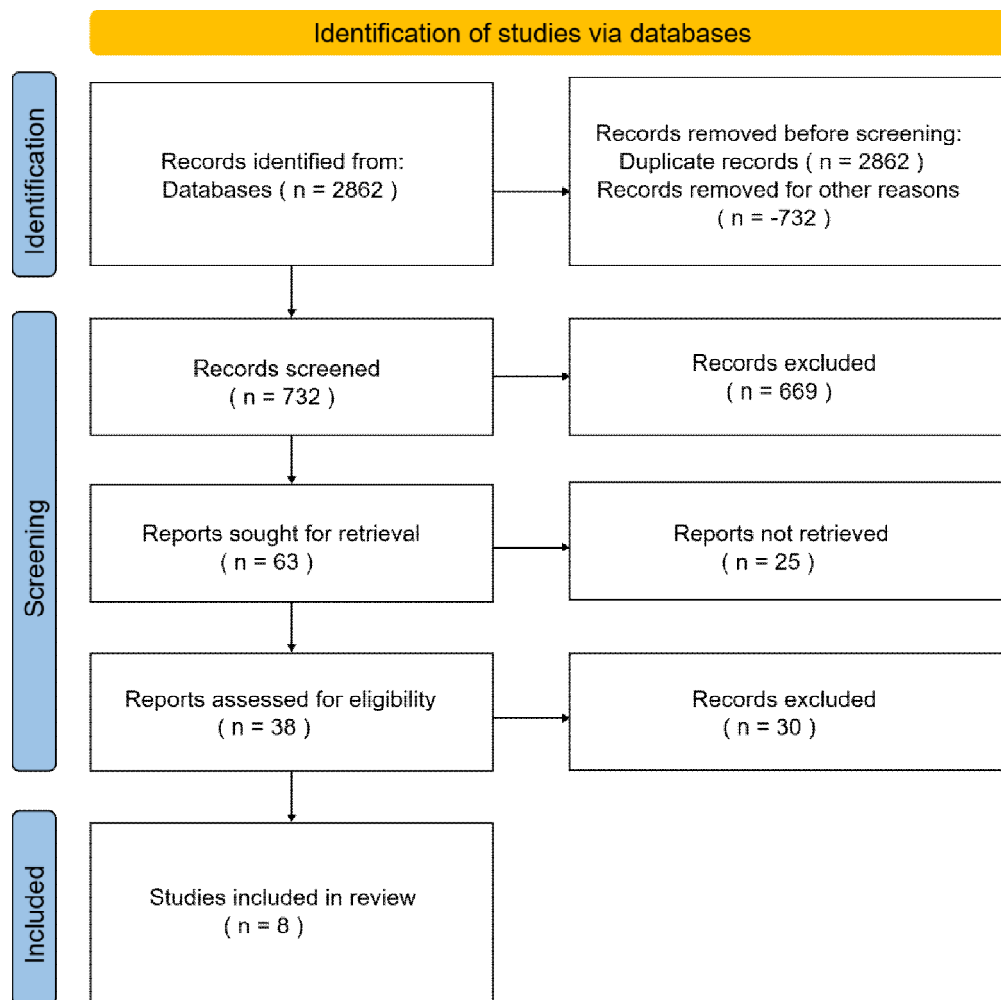 Identification of studies via databases
Identification
Records identified from:
Databases ( n = 2862 )
Records removed before screening:
Duplicate records ( n = 2862 )
Records removed for other reasons
( n = -732 )
Screening
Records screened
( n = 732 )
Records excluded
( n = 669 )
Reports sought for retrieval
( n = 63 )
Reports not retrieved
( n = 25 )
Reports assessed for eligibility
( n = 38 )
Records excluded
( n = 30 )
Included
Studies included in review
( n = 8 )